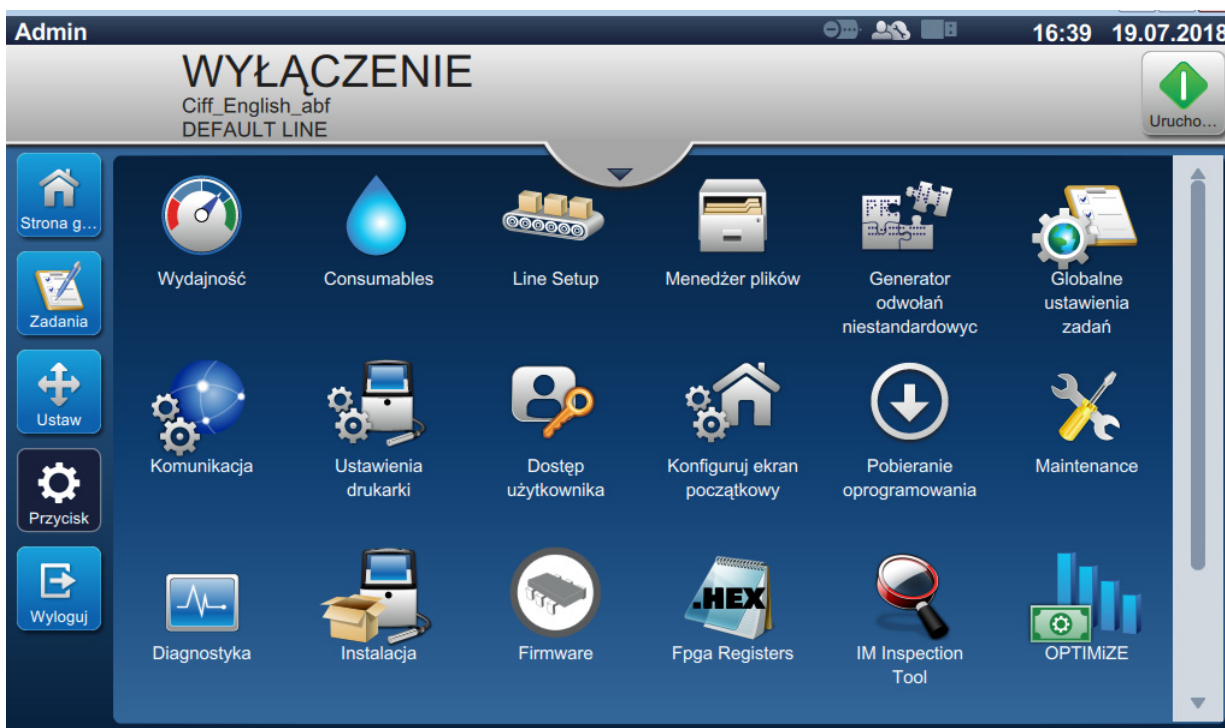 Admin
16:39 19.07.2018
WYŁĄCZENIE
Ciff_English_abf
DEFAULT LINE
Urucho...
Strona g...
Zadania
Ustaw
Przycisk
Wyloguj
Wydajność
Consumables
Line Setup
Menedżer plików
Generator
odwołań
niestandardowyc
Globalne
ustawienia
zadań
Komunikacja
Ustawienia
drukarki
Dostęp
użytkownika
Konfiguruj ekran
początkowy
Pobieranie
oprogramowania
Maintenance
Diagnostyka
Instalacja
Firmware
.HEX
Fpga Registers
IM Inspection
Tool
OPTIMiZE